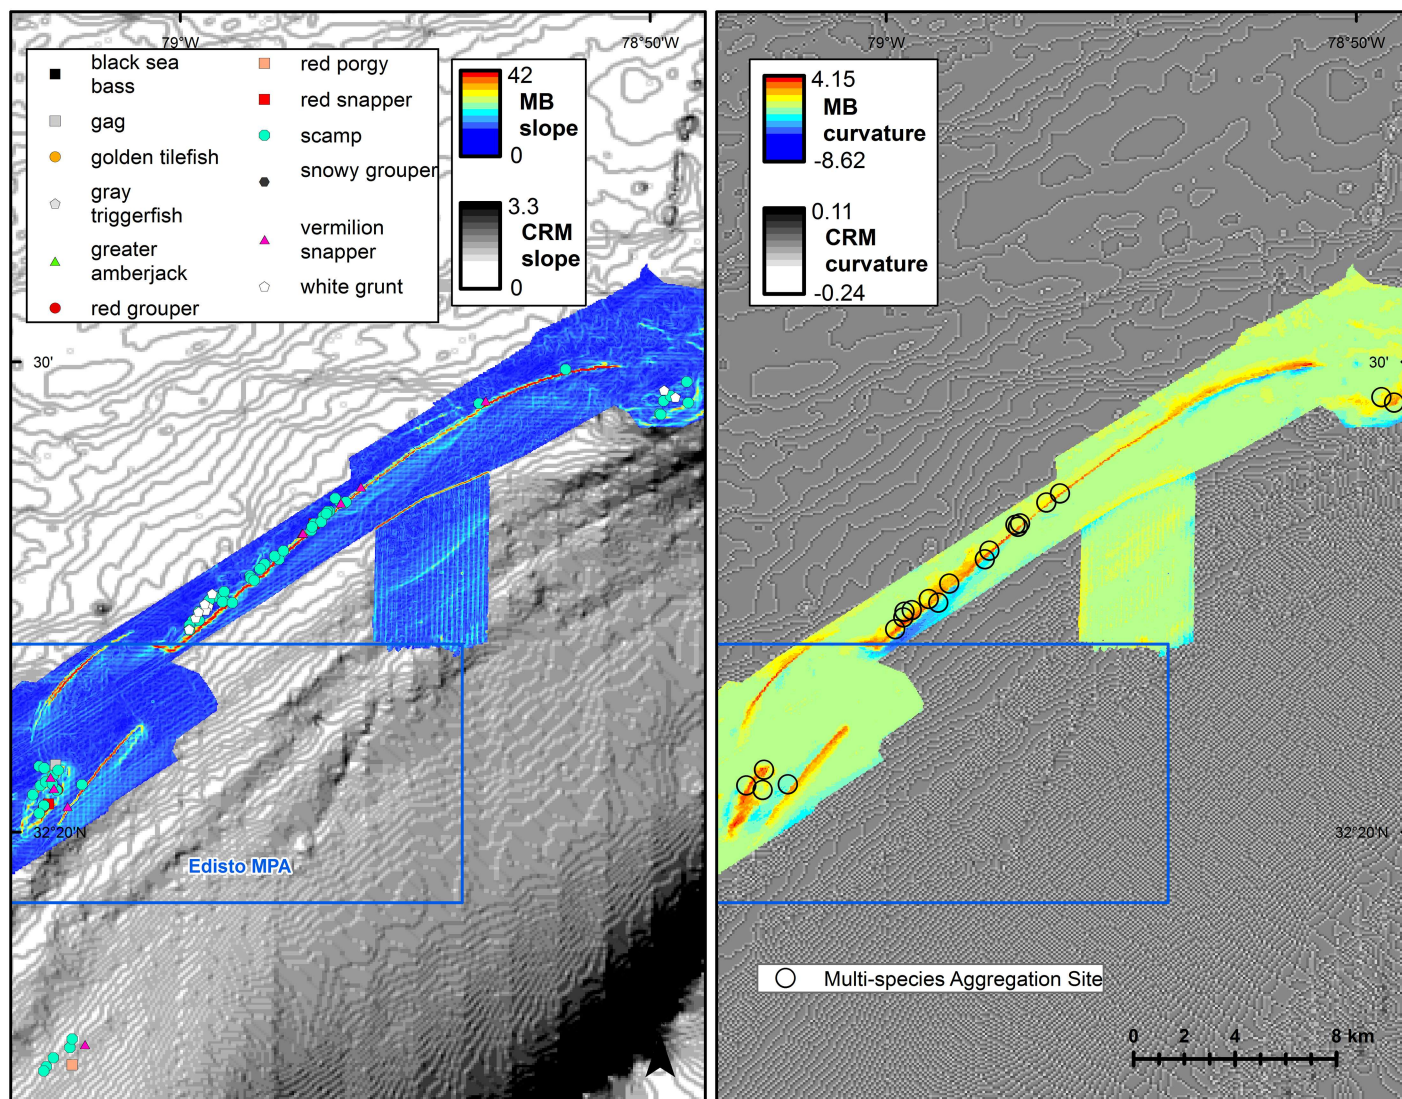 79°W
78°50'W
black sea
bass
gag
golden tilefish
gray
triggerfish
greater
amberjack
red grouper
red porgy
red snapper
scamp
snowy grouper
vermilion
snapper
white grunt
42
MB
slope
0
3.3
CRM
slope
0
30'
32°20'N
Edisto MPA
79°W
78°50'W
4.15
MB
curvature
-8.62
0.11
CRM
curvature
-0.24
30'
32°20'N
Multi-species Aggregation Site
0 2 4 8 km